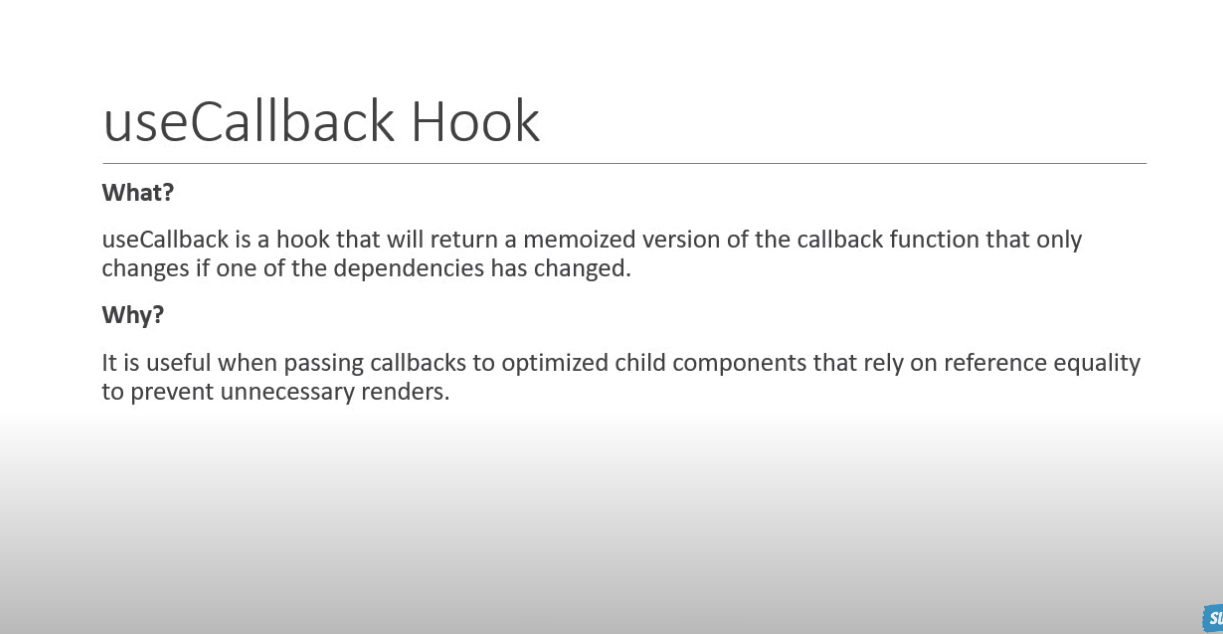 useCallback Hook
What?
useCallback is a hook that will return a memoized version of the callback function that only
changes if one of the dependencies has changed.
Why?
It is useful when passing callbacks to optimized child components that rely on reference equality
to prevent unnecessary renders.